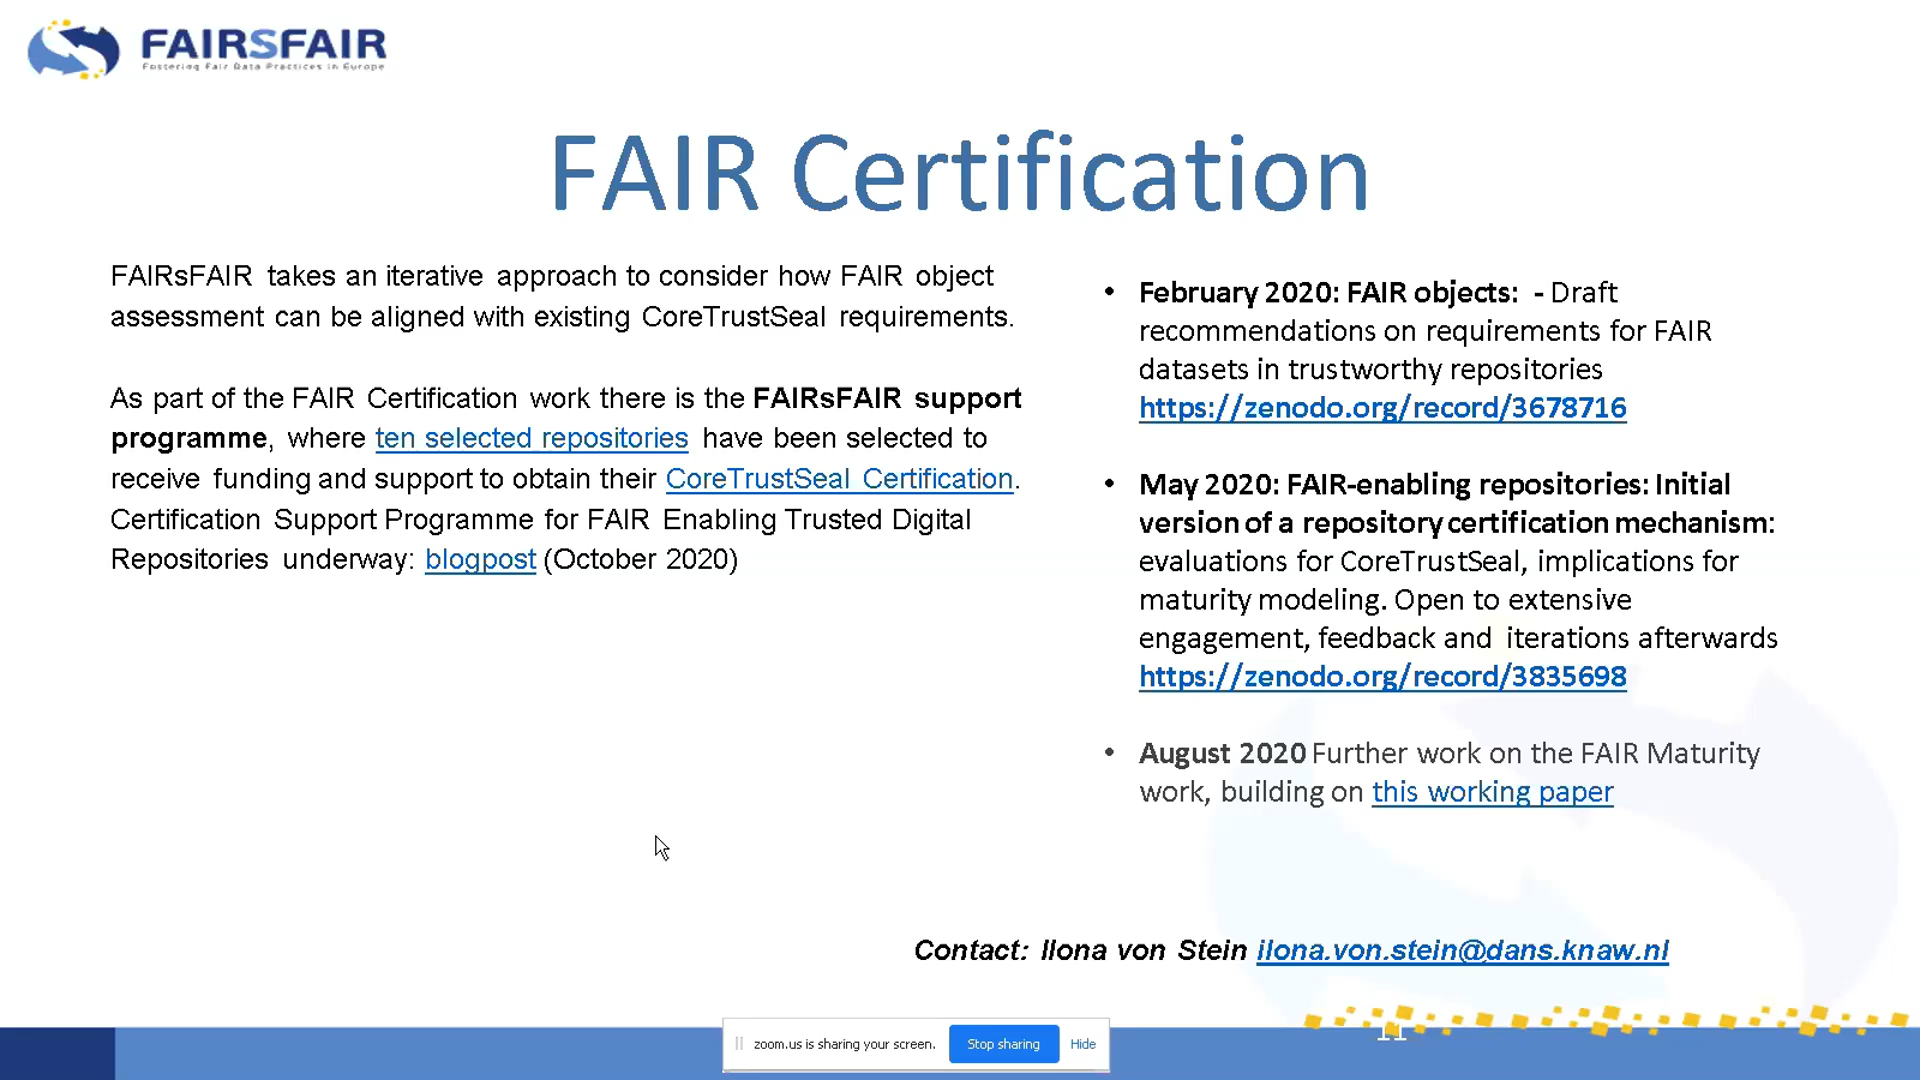 FAIRSFAIR
Fostering Fair Data Practices in Europe
FAIR Certification
FAIRsFAIR takes an iterative approach to consider how FAIR object
assessment can be aligned with existing CoreTrustSeal requirements.
As part of the FAIR Certification work there is the FAIRsFAIR support
programme, where ten selected repositories have been selected to
receive funding and support to obtain their CoreTrustSeal Certification.
Certification Support Programme for FAIR Enabling Trusted Digital
Repositories underway: blogpost (October 2020)
• February 2020: FAIR objects: - Draft
recommendations on requirements for FAIR
datasets in trustworthy repositories
https://zenodo.org/record/3678716
• May 2020: FAIR-enabling repositories: Initial
version of a repository certification mechanism:
evaluations for CoreTrustSeal, implications for
maturity modeling. Open to extensive
engagement, feedback and iterations afterwards
https://zenodo.org/record/3835698
• August 2020 Further work on the FAIR Maturity
work, building on this working paper
Contact: Ilona von Stein ilona.von.stein@dans.knaw.nl
11
zoom.us is sharing your screen. Stop sharing Hide